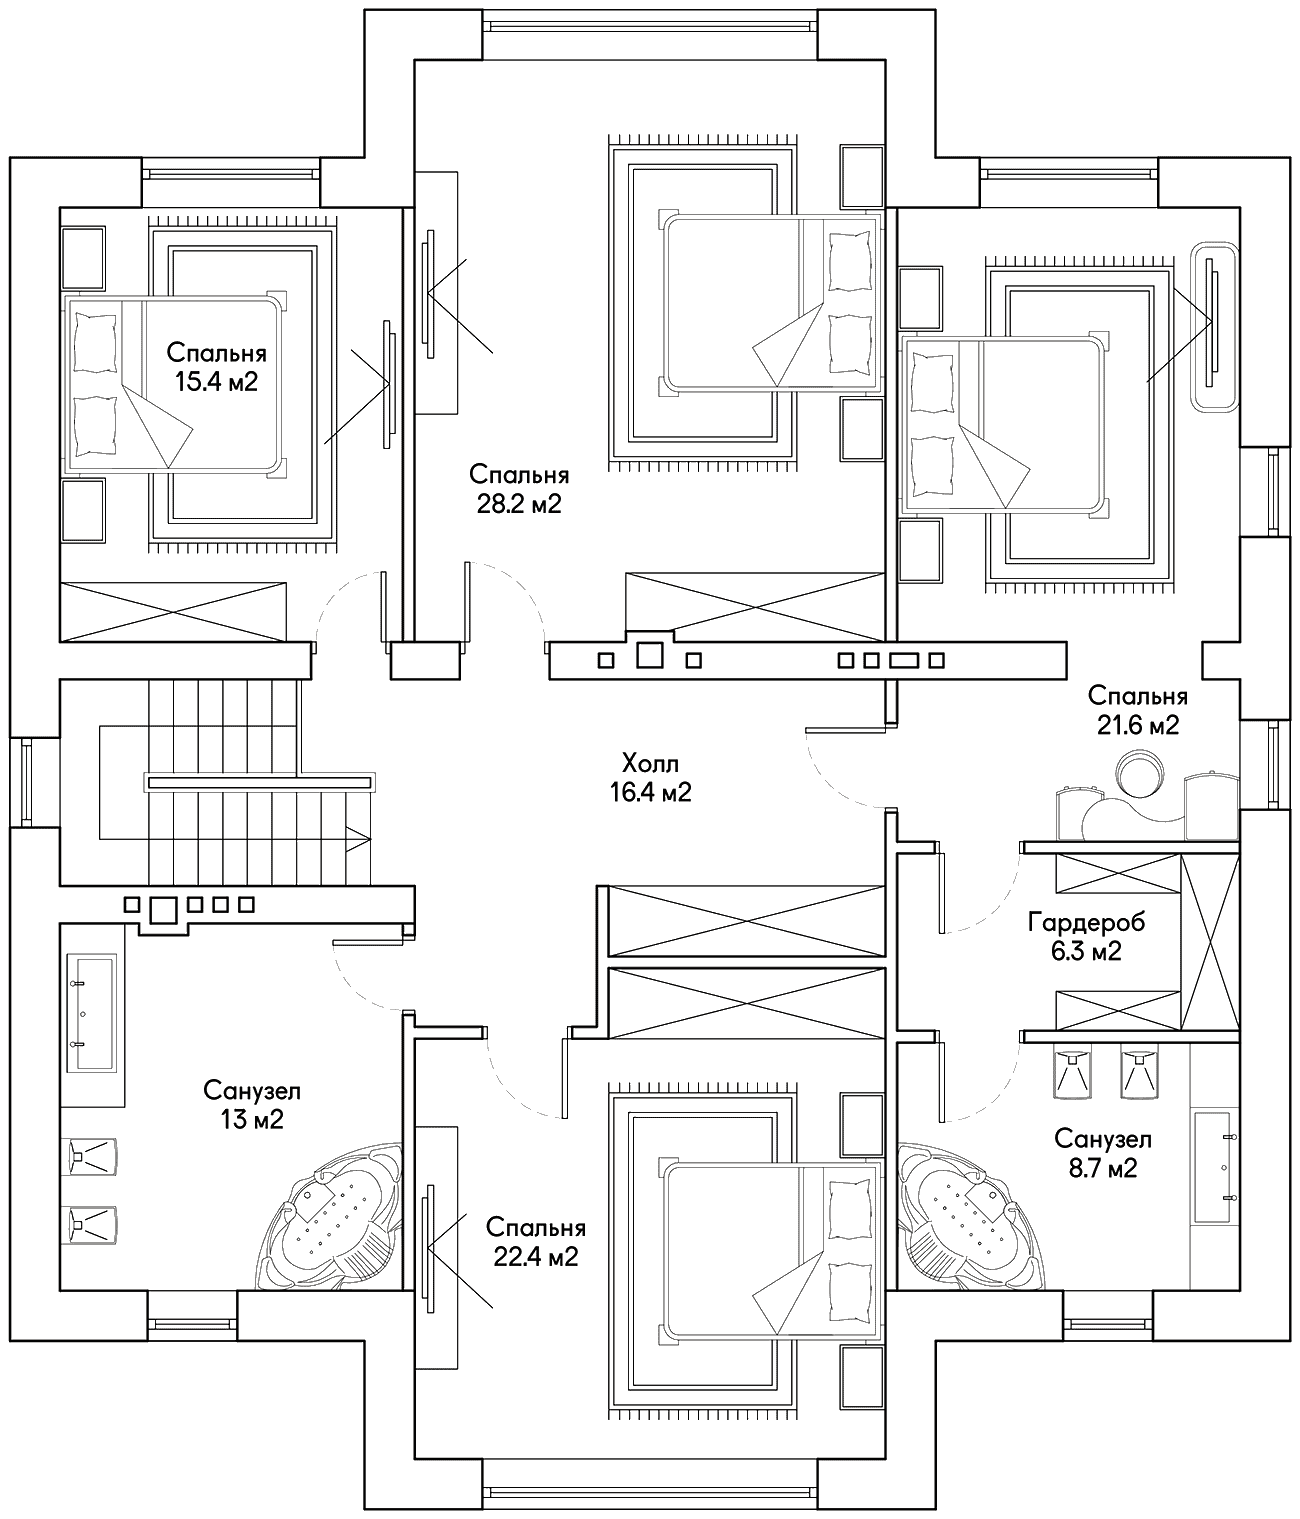 Спальня
15.4 м2
Спальня
28.2 м2
Спальня
21.6 м2
Холл
16.4 м2
Гардероб
6.3 м2
Санузел
13 м2
Санузел
8.7 м2
Спальня
22.4 м2